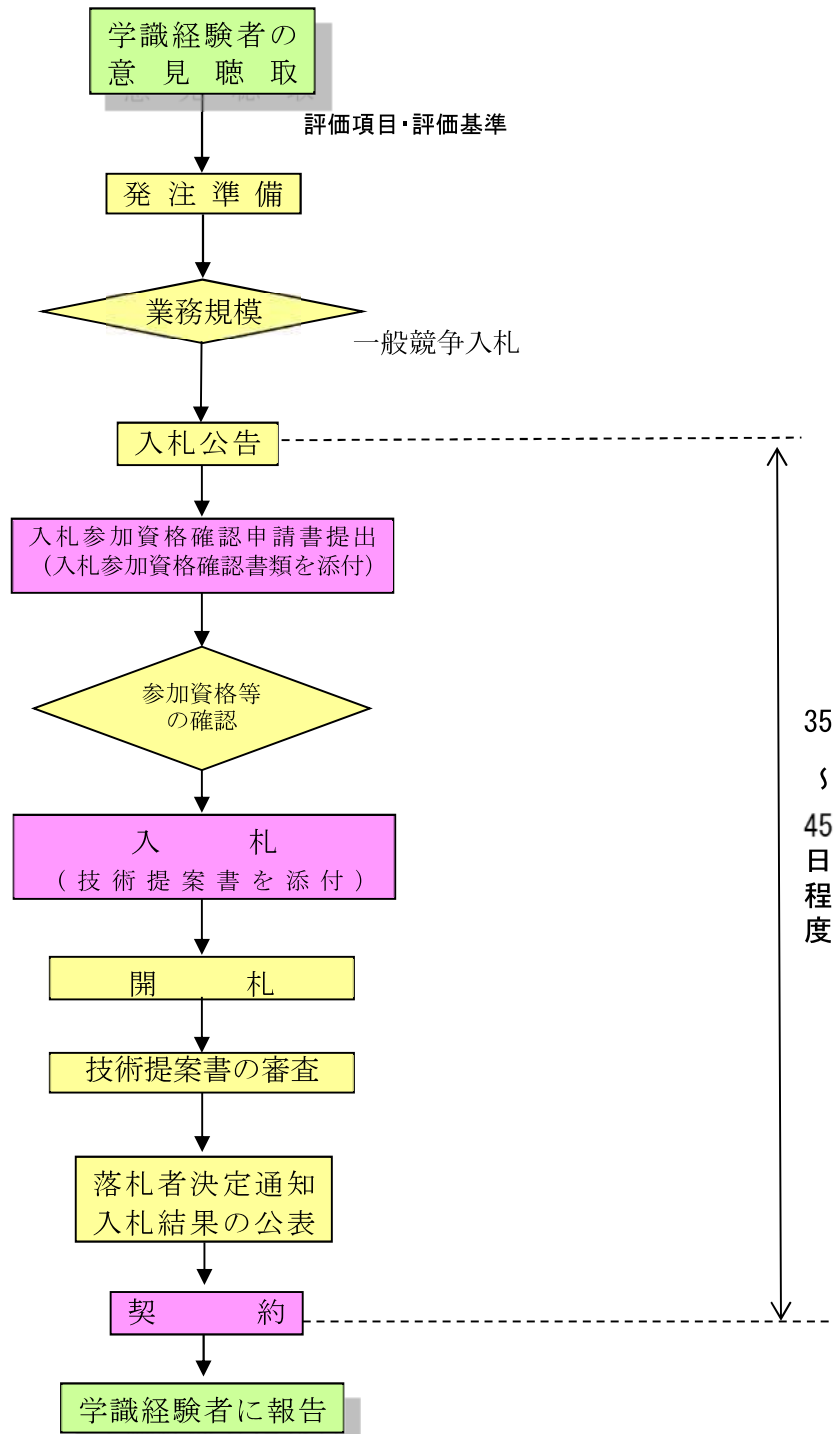 学識経験者の
意見聴取
評価項目・評価基準
発注準備
業務規模
一般競争入札
入札公告
入札参加資格確認申請書提出
（入札参加資格確認書類を添付）
参加資格等
の確認
入札
（技術提案書を添付）
開札
技術提案書の審査
落札者決定通知
入札結果の公表
契約
学識経験者に報告
35
～
45
日
程
度